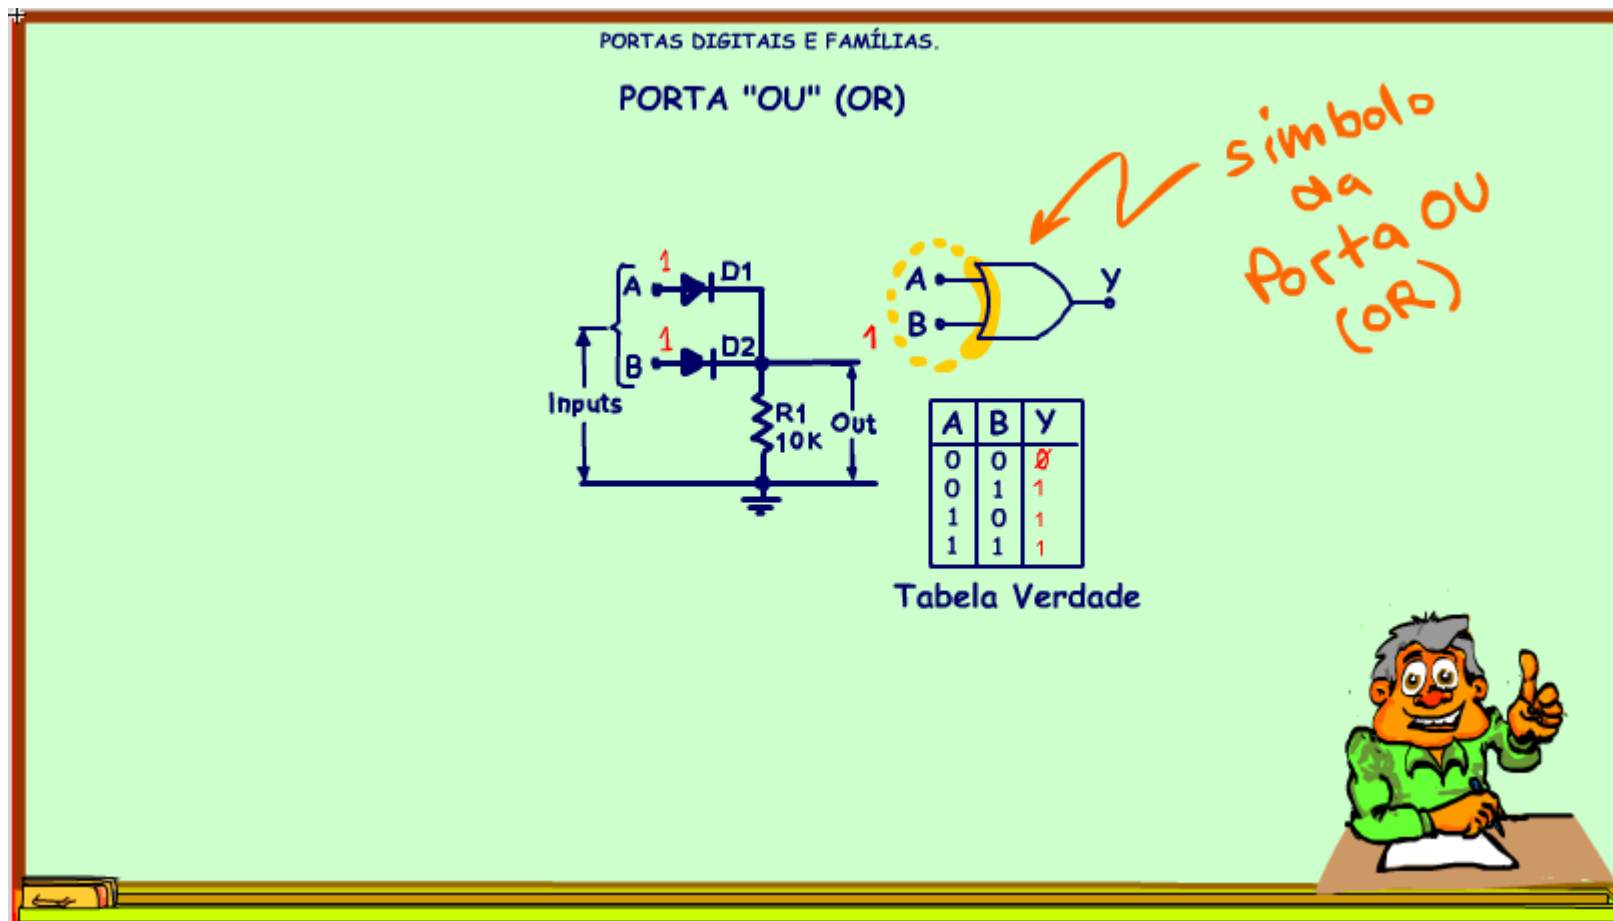 PORTAS DIGITAIS E FAMÍLIAS.
PORTA "OU" (OR)
símbolo
da
Porta OU
(OR)
1
A
D1
1
B
D2
Inputs
R1
10K
Out
1
A
B
Y
A B Y
0 0 0
0 1 1
1 0 1
1 1 1
Tabela Verdade